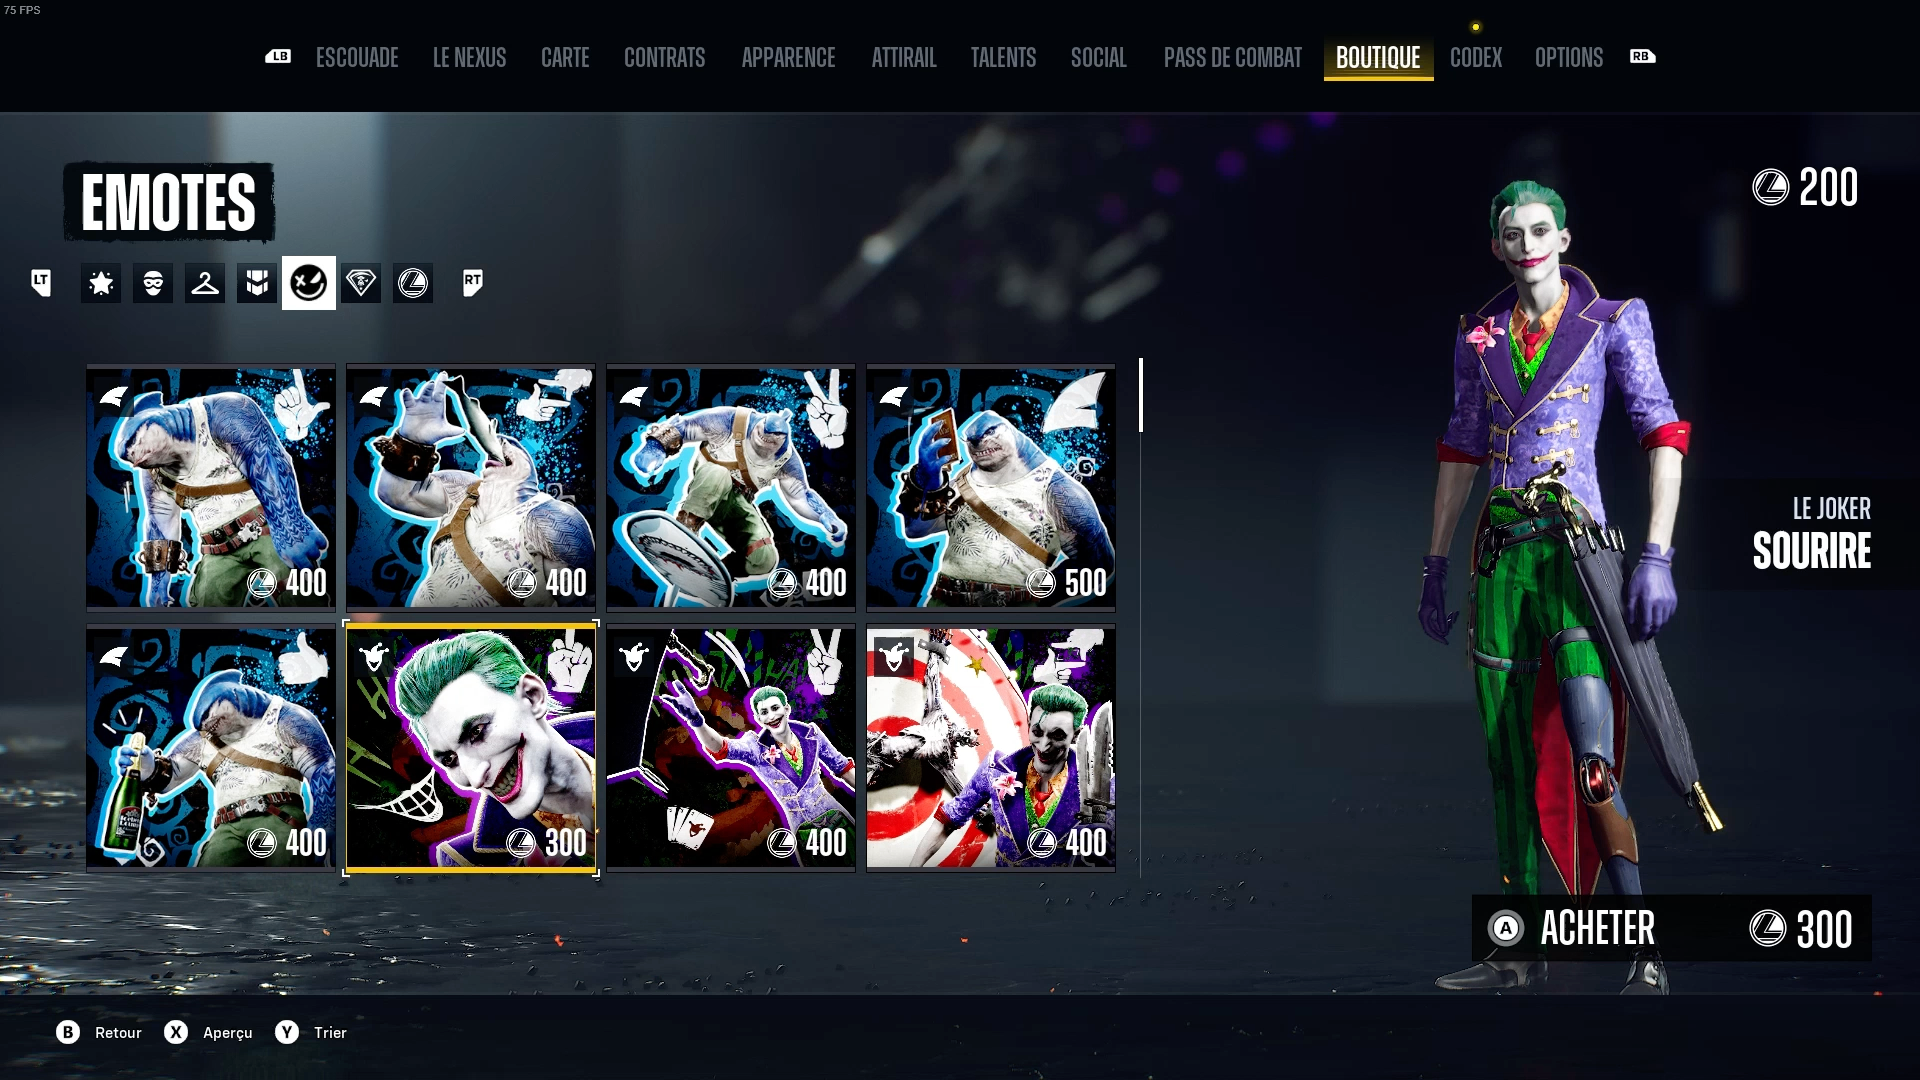 75 FPS
LB ESCOUADE LE NEXUS CARTE CONTRATS APPARENCE ATTIRAIL TALENTS SOCIAL PASS DE COMBAT BOUTIQUE CODEX OPTIONS RB
EMOTES
200
LT RT
400
400
400
500
LE JOKER
SOURIRE
400
300
400
400
A ACHETER 300
B Retour X Aperçu Y Trier